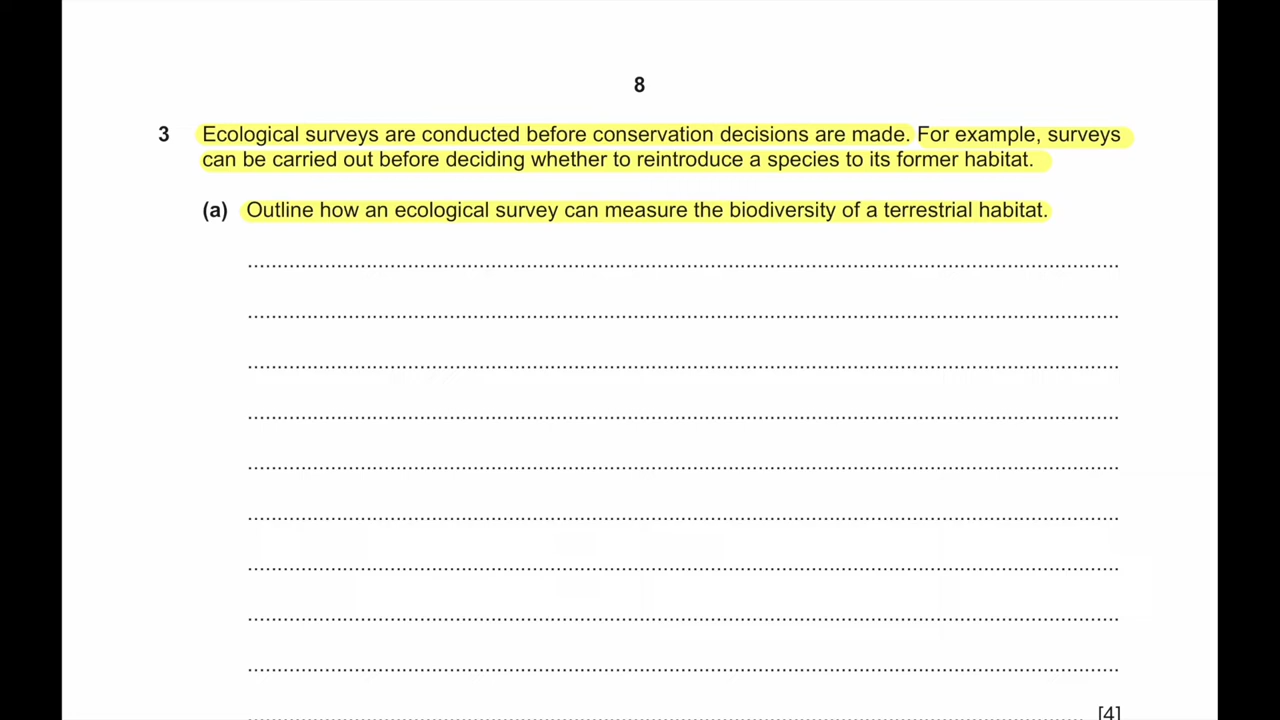 8
3 Ecological surveys are conducted before conservation decisions are made. For example, surveys
can be carried out before deciding whether to reintroduce a species to its former habitat.
(a) Outline how an ecological survey can measure the biodiversity of a terrestrial habitat.
[4]